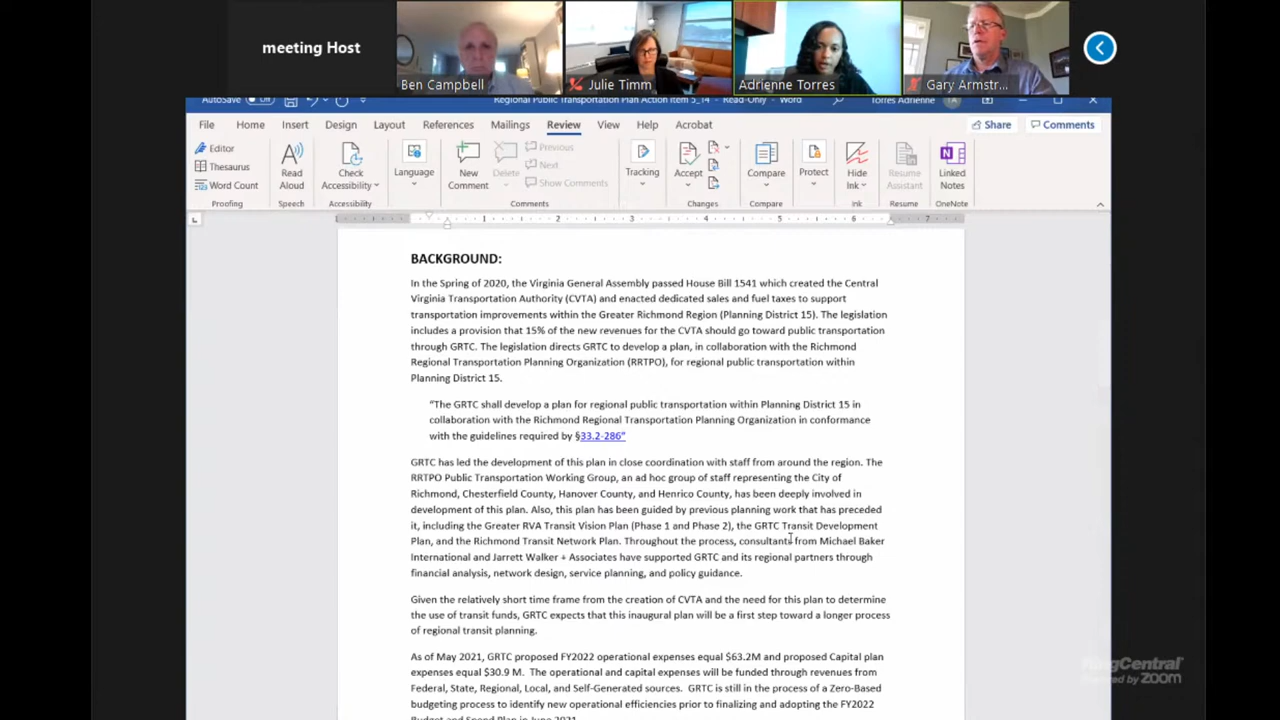 meeting Host
Ben Campbell
Julie Timm
Adrienne Torres
Gary Armstr...
AutoSave Off
Regional Public Transportation Plan Action Item 5_14 - Read-Only - Word
Torres Adrienne TA
File Home Insert Design Layout References Mailings Review View Help Acrobat Share Comments
Editor
Thesaurus
Word Count
Proofing
Read Aloud
Speech
Check Accessibility
Accessibility
Language
New Comment
Delete
Previous
Next
Show Comments
Comments
Tracking
Accept
Changes
Compare
Compare
Protect
Hide Ink
Ink
Resume Assistant
Resume
Linked Notes
OneNote
1 1 2 3 4 5 6 7
BACKGROUND:
In the Spring of 2020, the Virginia General Assembly passed House Bill 1541 which created the Central
Virginia Transportation Authority (CVTA) and enacted dedicated sales and fuel taxes to support
transportation improvements within the Greater Richmond Region (Planning District 15). The legislation
includes a provision that 15% of the new revenues for the CVTA should go toward public transportation
through GRTC. The legislation directs GRTC to develop a plan, in collaboration with the Richmond
Regional Transportation Planning Organization (RRTPO), for regional public transportation within
Planning District 15.
“The GRTC shall develop a plan for regional public transportation within Planning District 15 in
collaboration with the Richmond Regional Transportation Planning Organization in conformance
with the guidelines required by §33.2-286”
GRTC has led the development of this plan in close coordination with staff from around the region. The
RRTPO Public Transportation Working Group, an ad hoc group of staff representing the City of
Richmond, Chesterfield County, Hanover County, and Henrico County, has been deeply involved in
development of this plan. Also, this plan has been guided by previous planning work that has preceded
it, including the Greater RVA Transit Vision Plan (Phase 1 and Phase 2), the GRTC Transit Development
Plan, and the Richmond Transit Network Plan. Throughout the process, consultants from Michael Baker
International and Jarrett Walker + Associates have supported GRTC and its regional partners through
financial analysis, network design, service planning, and policy guidance.
Given the relatively short time frame from the creation of CVTA and the need for this plan to determine
the use of transit funds, GRTC expects that this inaugural plan will be a first step toward a longer process
of regional transit planning.
As of May 2021, GRTC proposed FY2022 operational expenses equal $63.2M and proposed Capital plan
expenses equal $30.9 M. The operational and capital expenses will be funded through revenues from
Federal, State, Regional, Local, and Self-Generated sources. GRTC is still in the process of a Zero-Based
budgeting process to identify new operational efficiencies prior to finalizing and adopting the FY2022
Budget and Spend Plan in June 2021
RingCentral
Powered by ZOOM